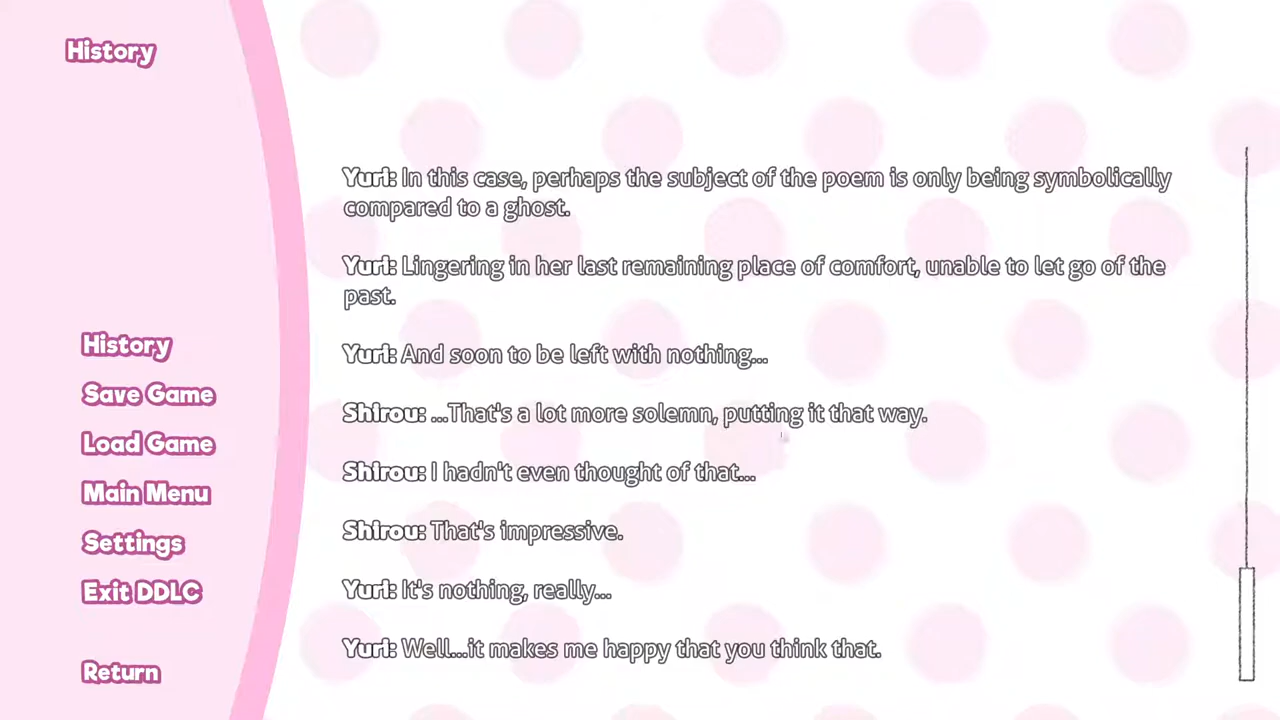 History
Yuri: In this case, perhaps the subject of the poem is only being symbolically
compared to a ghost.
Yuri: Lingering in her last remaining place of comfort, unable to let go of the
past.
Yuri: And soon to be left with nothing...
Shirou: ...That's a lot more solemn, putting it that way.
Shirou: I hadn't even thought of that...
Shirou: That's impressive.
Yuri: It's nothing, really...
Yuri: Well...it makes me happy that you think that.
History
Save Game
Load Game
Main Menu
Settings
Exit DDLC
Return